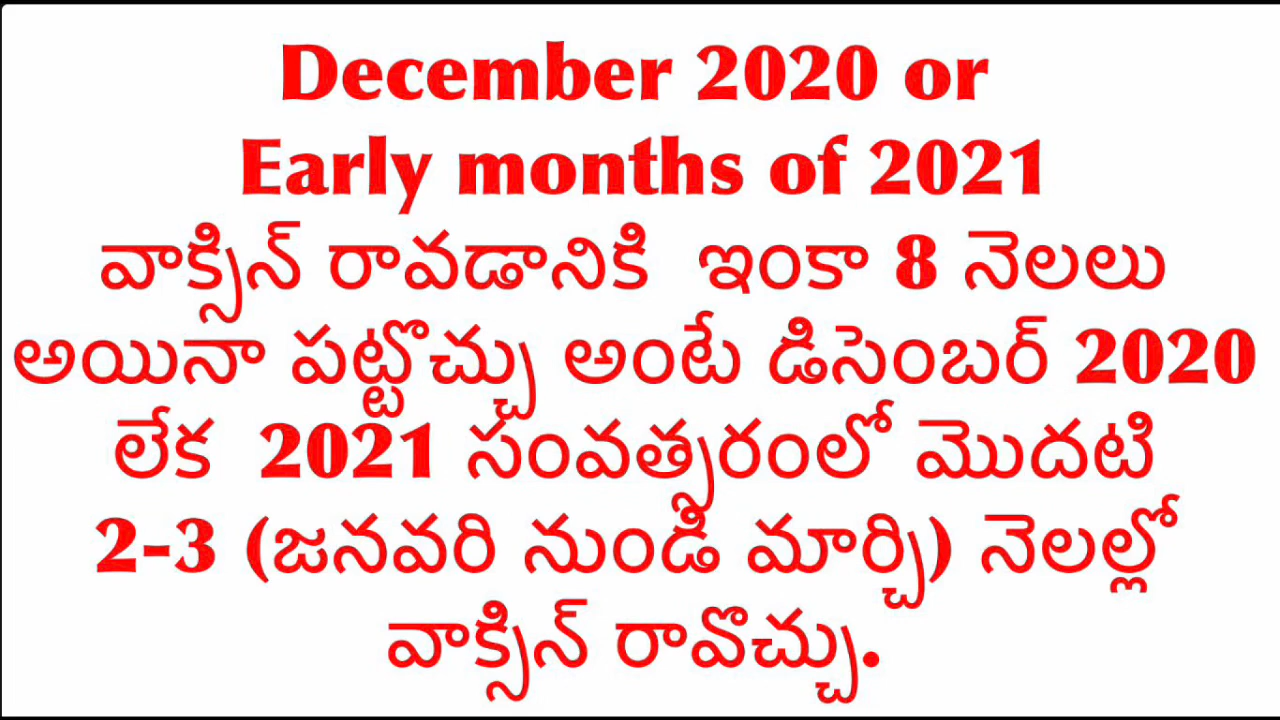 December 2020 or
Early months of 2021
వాక్సిన్ రావడానికి ఇంకా 8 నెలలు
అయినా పట్టొచ్చు అంటే డిసెంబర్ 2020
లేక 2021 సంవత్సరంలో మొదటి
2-3 (జనవరి నుండి మార్చి) నెలల్లో
వాక్సిన్ రావొచ్చు.